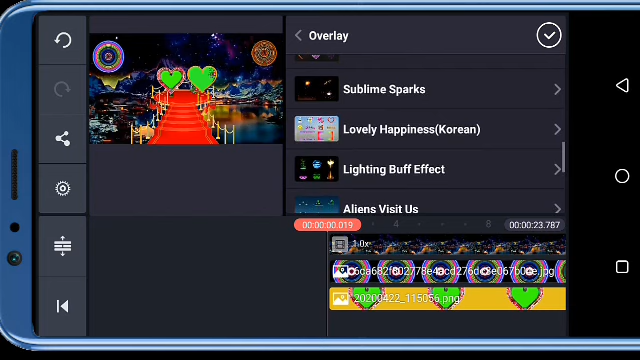 Overlay
Sublime Sparks
Lovely Happiness(Korean)
Lighting Buff Effect
Aliens Visit Us
00:00:00.019
4
8
00:00:23.787
1.0x
20200422_115056.png